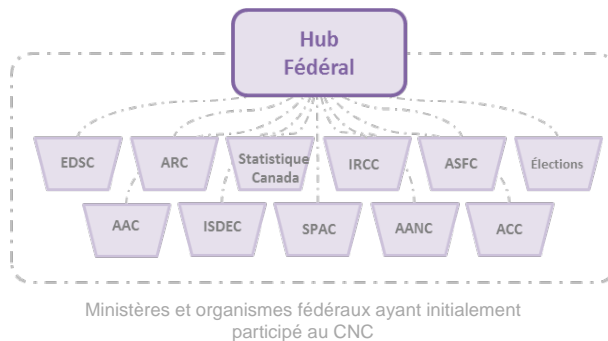 Hub
Fédéral
EDSC
ARC
Statistique
Canada
IRCC
ASFC
Élections
AAC
ISDEC
SPAC
AANC
ACC
Ministères et organismes fédéraux ayant initialement
participé au CNC